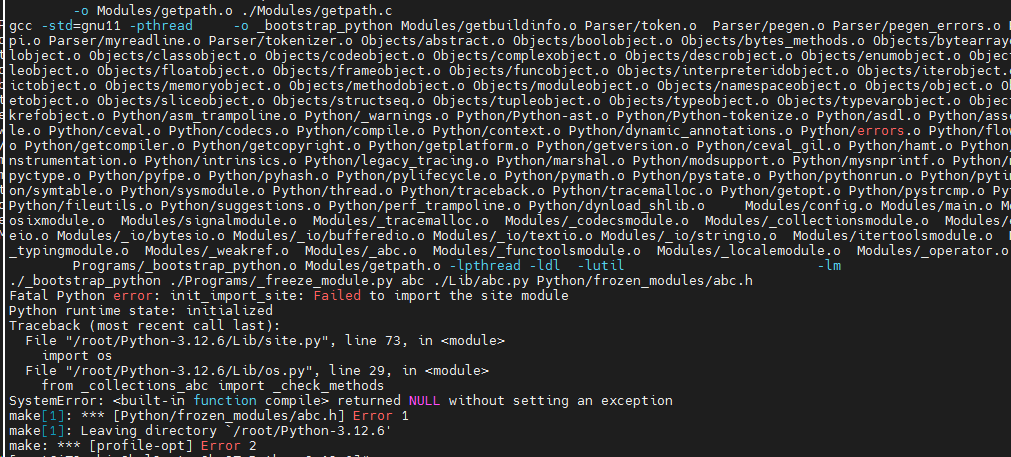 -o Modules/getpath.o ./Modules/getpath.c
gcc -std=gnu11 -pthread     -o _bootstrap_python Modules/getbuildinfo.o Parser/token.o  Parser/pegen.o Parser/pegen_errors.o
pi.o Parser/myreadline.o Parser/tokenizer.o Objects/abstract.o Objects/boolobject.o Objects/bytes_methods.o Objects/bytearray
lobject.o Objects/classobject.o Objects/codeobject.o Objects/complexobject.o Objects/descrobject.o Objects/enumobject.o Object
leobject.o Objects/floatobject.o Objects/frameobject.o Objects/funcobject.o Objects/interpreteridobject.o Objects/iterobject.o
ictobject.o Objects/memoryobject.o Objects/methodobject.o Objects/moduleobject.o Objects/namespaceobject.o Objects/object.o
etobject.o Objects/sliceobject.o Objects/structseq.o Objects/tupleobject.o Objects/typeobject.o Objects/typevarobject.o Object
krefobject.o Python/asm_trampoline.o Python/_warnings.o Python/Python-ast.o Python/Python-tokenize.o Python/asdl.o Python/asse
le.o Python/ceval.o Python/codecs.o Python/compile.o Python/context.o Python/dynamic_annotations.o Python/errors.o Python/flow
o Python/getcompiler.o Python/getcopyright.o Python/getplatform.o Python/getversion.o Python/ceval_gil.o Python/hamt.o Python/
nstrumentation.o Python/intrinsics.o Python/legacy_tracing.o Python/marshal.o Python/modsupport.o Python/mysnprintf.o Python/
pyctype.o Python/pyfpe.o Python/pyhash.o Python/pylifecycle.o Python/pymath.o Python/pystate.o Python/pythonrun.o Python/pytim
on/symtable.o Python/sysmodule.o Python/thread.o Python/traceback.o Python/tracemalloc.o Python/getopt.o Python/pystrcmp.o
Python/fileutils.o Python/suggestions.o Python/perf_trampoline.o Python/dynload_shlib.o     Modules/config.o Modules/main.o
osixmodule.o  Modules/signalmodule.o  Modules/_tracemalloc.o  Modules/_codecsmodule.o  Modules/_collectionsmodule.o
eio.o Modules/_io/bytesio.o Modules/_io/bufferedio.o Modules/_io/textio.o Modules/_io/stringio.o  Modules/itertoolsmodule.o
_typingmodule.o  Modules/_weakref.o  Modules/_abc.o  Modules/_functoolsmodule.o  Modules/_localemodule.o  Modules/_operator.o
Programs/_bootstrap_python.o Modules/getpath.o -lpthread -ldl  -lutil                         -lm
./_bootstrap_python ./Programs/_freeze_module.py abc ./Lib/abc.py Python/frozen_modules/abc.h
Fatal Python error: init_import_site: Failed to import the site module
Python runtime state: initialized
Traceback (most recent call last):
  File "/root/Python-3.12.6/Lib/site.py", line 73, in <module>
    import os
  File "/root/Python-3.12.6/Lib/os.py", line 29, in <module>
    from _collections_abc import _check_methods
SystemError: <built-in function compile> returned NULL without setting an exception
make[1]: *** [Python/frozen_modules/abc.h] Error 1
make[1]: Leaving directory `/root/Python-3.12.6'
make: *** [profile-opt] Error 2